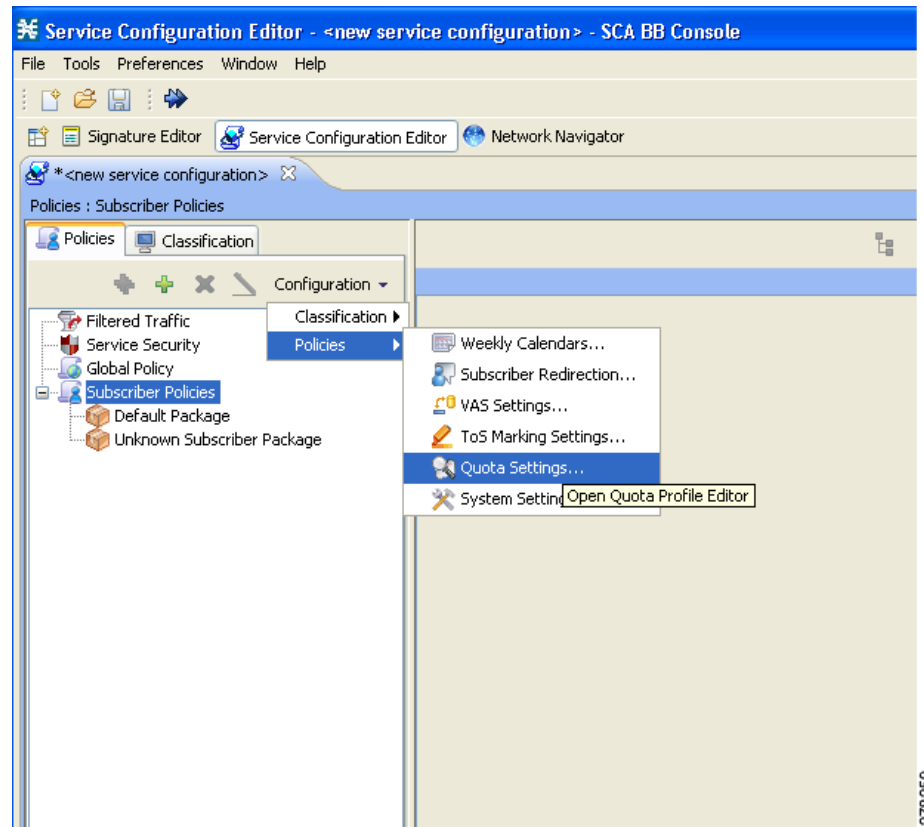 Service Configuration Editor - <new service configuration> - SCA BB Console
File Tools Preferences Window Help
Signature Editor Service Configuration Editor Network Navigator
*<new service configuration>
Policies : Subscriber Policies
Policies Classification
Configuration
Classification
Policies
Filtered Traffic
Service Security
Global Policy
Subscriber Policies
Default Package
Unknown Subscriber Package
Weekly Calendars...
Subscriber Redirection...
VAS Settings...
ToS Marking Settings...
Quota Settings...
System Settin
Open Quota Profile Editor